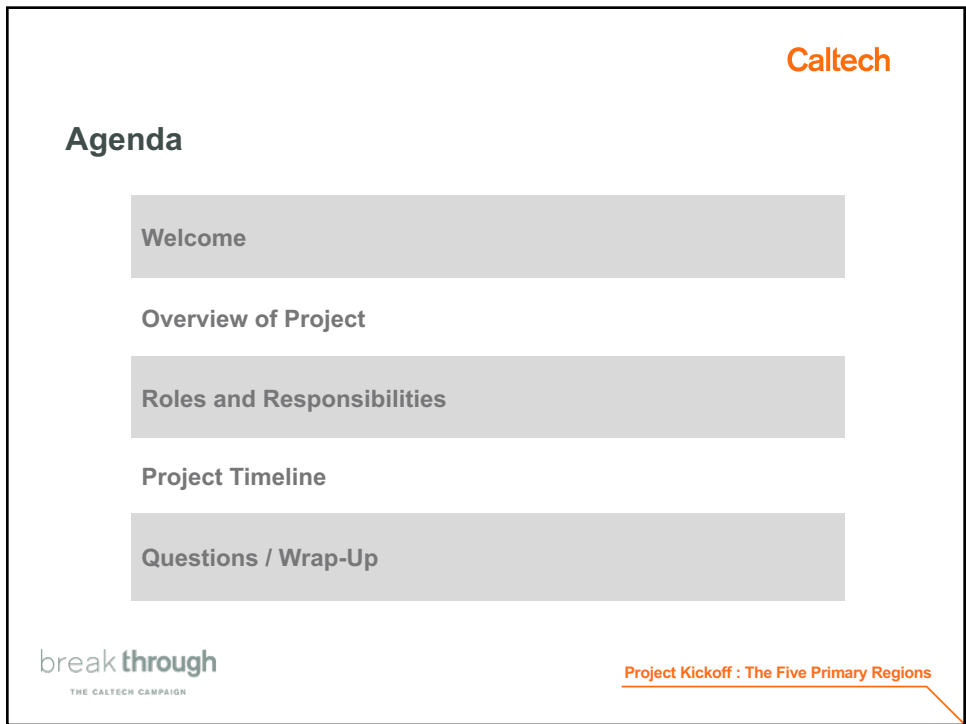 Caltech
Agenda
Welcome
Overview of Project
Roles and Responsibilities
Project Timeline
Questions / Wrap-Up
break through
THE CALTECH CAMPAIGN
Project Kickoff : The Five Primary Regions